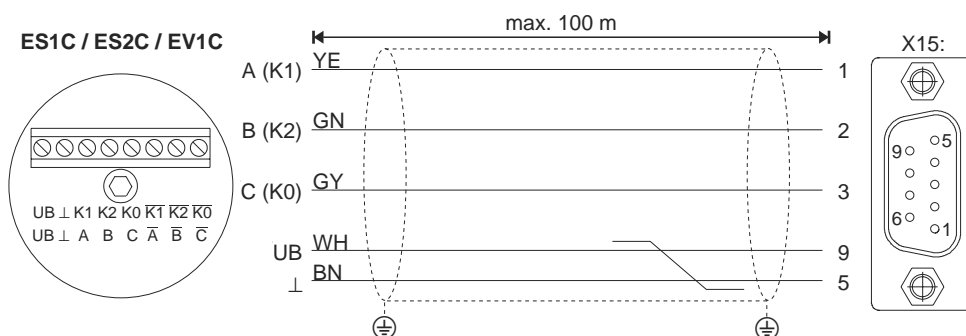 ES1C / ES2C / EV1C
max. 100 m
X15:
A (K1) YE 1
B (K2) GN 2
C (K0) GY 3
UB WH 9
⊥ BN 5
UB ⊥ K1 K2 K0 K̅1̅ K̅2̅ K̅0̅
UB ⊥ A B C A̅ B̅ C̅
9 5
6 1